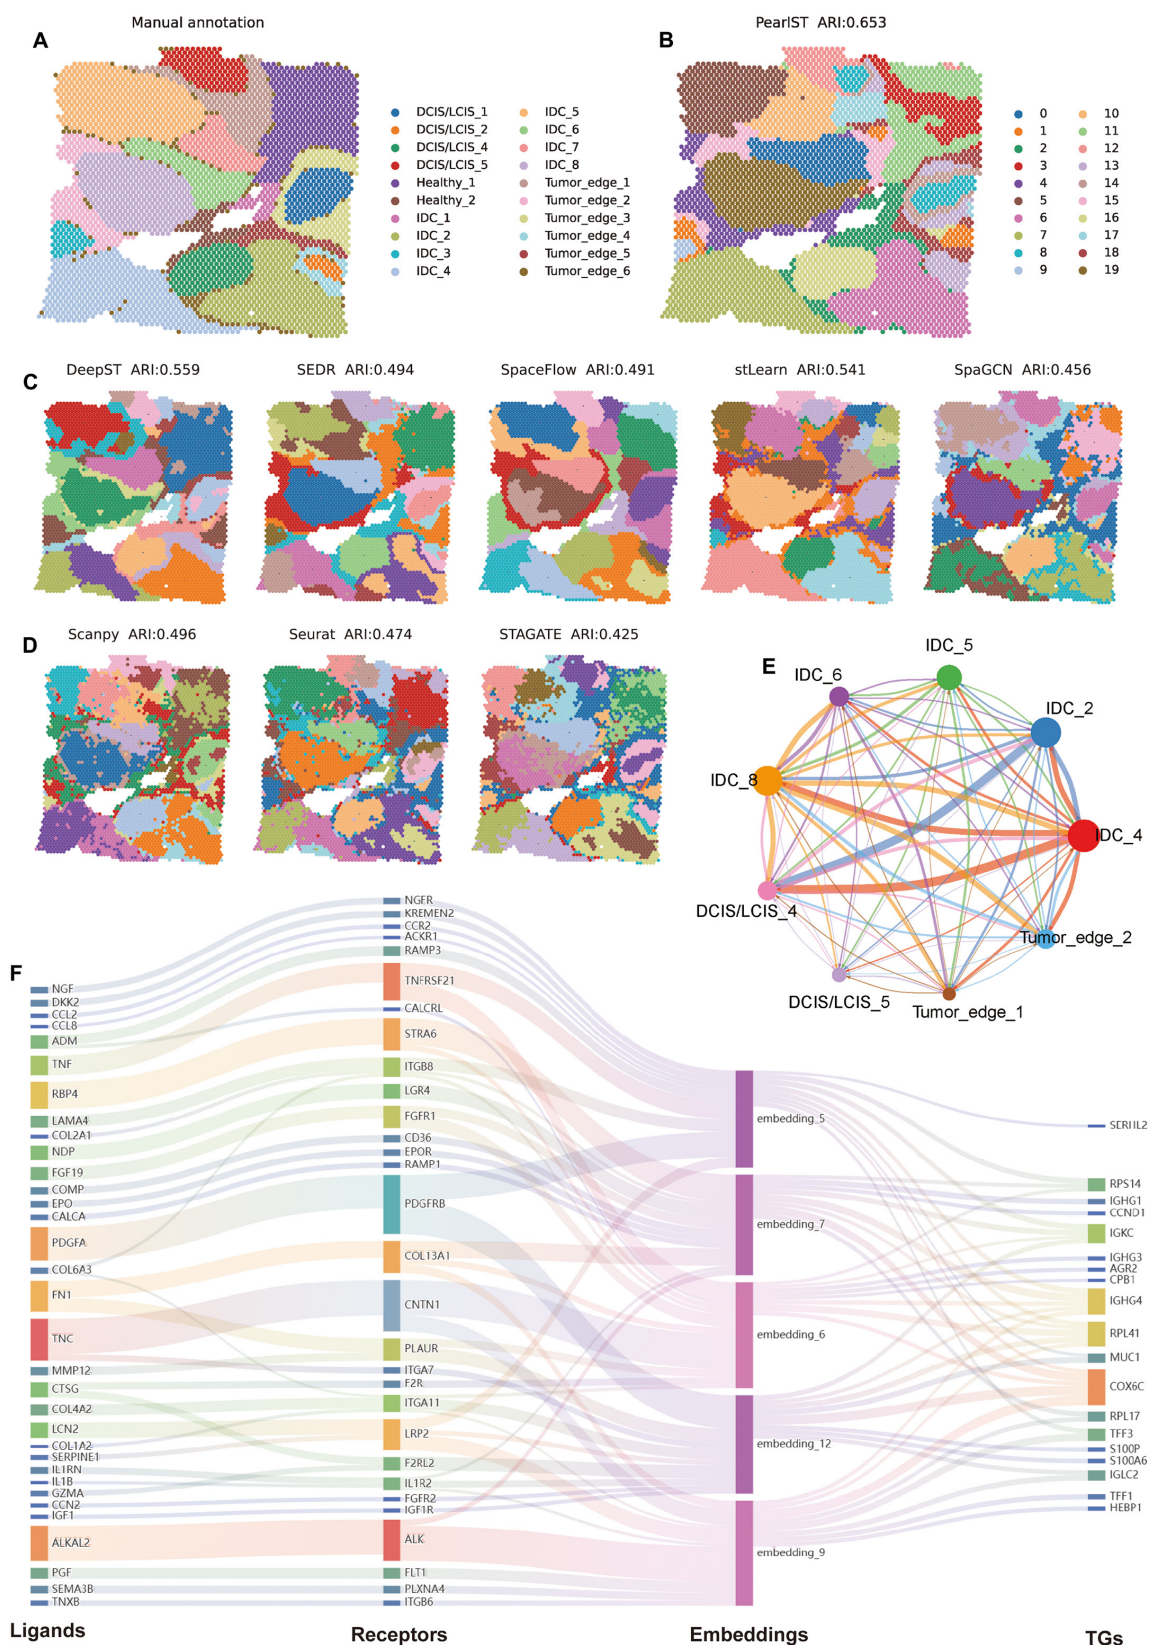 Manual annotation
A
DCIS/LCIS_1
DCIS/LCIS_2
DCIS/LCIS_4
DCIS/LCIS_5
Healthy_1
Healthy_2
IDC_1
IDC_2
IDC_3
IDC_4
IDC_5
IDC_6
IDC_7
IDC_8
Tumor_edge_1
Tumor_edge_2
Tumor_edge_3
Tumor_edge_4
Tumor_edge_5
Tumor_edge_6
PearlST ARI:0.653
B
0
1
2
3
4
5
6
7
8
9
10
11
12
13
14
15
16
17
18
19
C
DeepST ARI:0.559
SEDR ARI:0.494
SpaceFlow ARI:0.491
stLearn ARI:0.541
SpaGCN ARI:0.456
D
Scanpy ARI:0.496
Seurat ARI:0.474
STAGATE ARI:0.425
E
IDC_5
IDC_6
IDC_2
IDC_8
IDC_4
DCIS/LCIS_4
Tumor_edge_2
DCIS/LCIS_5
Tumor_edge_1
F
NGF
DKK2
CCL2
CCL8
ADM
TNF
RBP4
LAMA4
COL2A1
NDP
FGF19
COMP
EPO
CALCA
PDGFA
COL6A3
FN1
TNC
MMP12
CTSG
COL4A2
LCN2
COL1A2
SERPINE1
IL1RN
IL1B
GZMA
CCN2
IGF1
ALKAL2
PGF
SEMA3B
TNXB
Ligands
NGFR
KREMEN2
CCR2
ACKR1
RAMP3
TNFRSF21
CALCRL
STRA6
ITGB8
LGR4
FGFR1
CD36
EPOR
RAMP1
PDGFRB
COL13A1
CNTN1
PLAUR
ITGA7
F2R
ITGA11
LRP2
F2RL2
IL1R2
FGFR2
IGF1R
ALK
FLT1
PLXNA4
ITGB6
Receptors
embedding_5
embedding_7
embedding_6
embedding_12
embedding_9
Embeddings
SERHL2
RPS14
IGHG1
CCND1
IGKC
IGHG3
AGR2
CPB1
IGHG4
RPL41
MUC1
COX6C
RPL17
TFF3
S100P
S100A6
IGLC2
TFF1
HEBP1
TGs